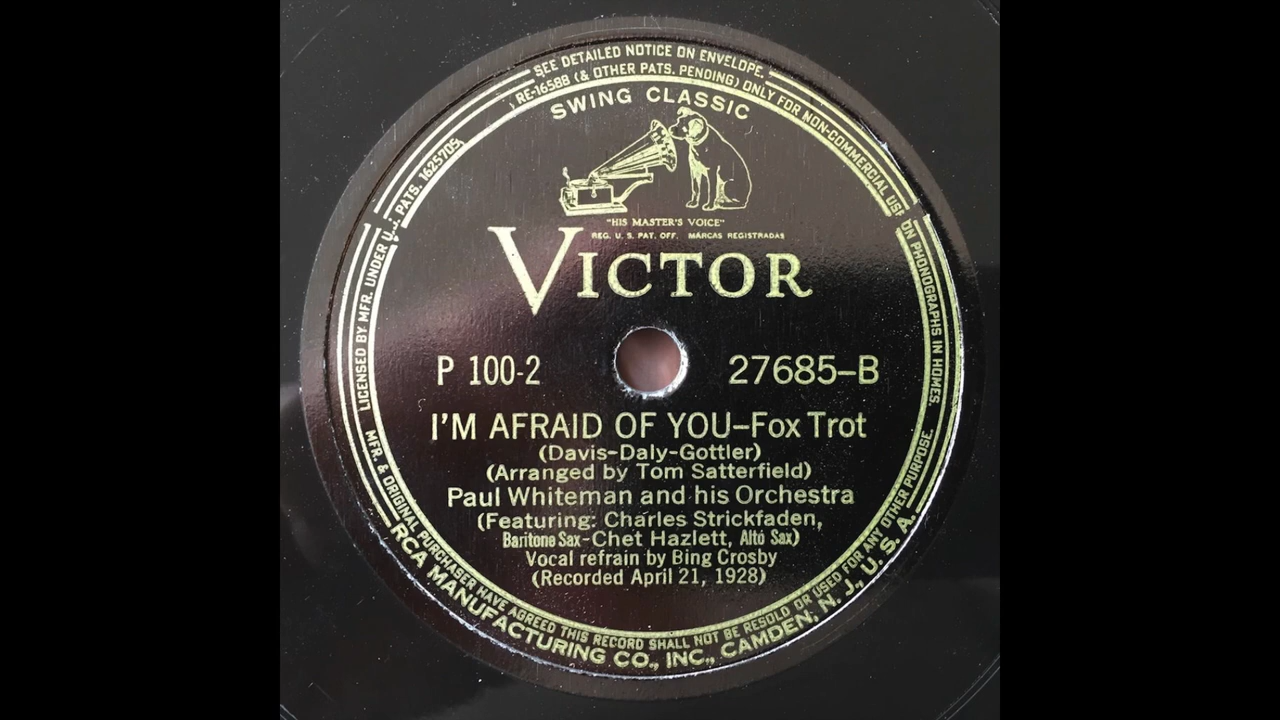 SEE DETAILED NOTICE ON ENVELOPE.
LICENSED BY MFR. UNDER U.S. PATS. 1625705, RE-16588 (& OTHER PATS. PENDING) ONLY FOR NON-COMMERCIAL USE ON PHONOGRAPHS IN HOMES.
SWING CLASSIC
"HIS MASTER'S VOICE"
REG. U. S. PAT. OFF. MARCAS REGISTRADAS
VICTOR
P 100-2 27685-B
I'M AFRAID OF YOU-Fox Trot
(Davis-Daly-Gottler)
(Arranged by Tom Satterfield)
Paul Whiteman and his Orchestra
(Featuring: Charles Strickfaden,
Baritone Sax-Chet Hazlett, Alto Sax)
Vocal refrain by Bing Crosby
(Recorded April 21, 1928)
MFR. & ORIGINAL PURCHASER HAVE AGREED THIS RECORD SHALL NOT BE RESOLD OR USED FOR ANY OTHER PURPOSE.
RCA MANUFACTURING CO., INC., CAMDEN, N. J., U. S. A.